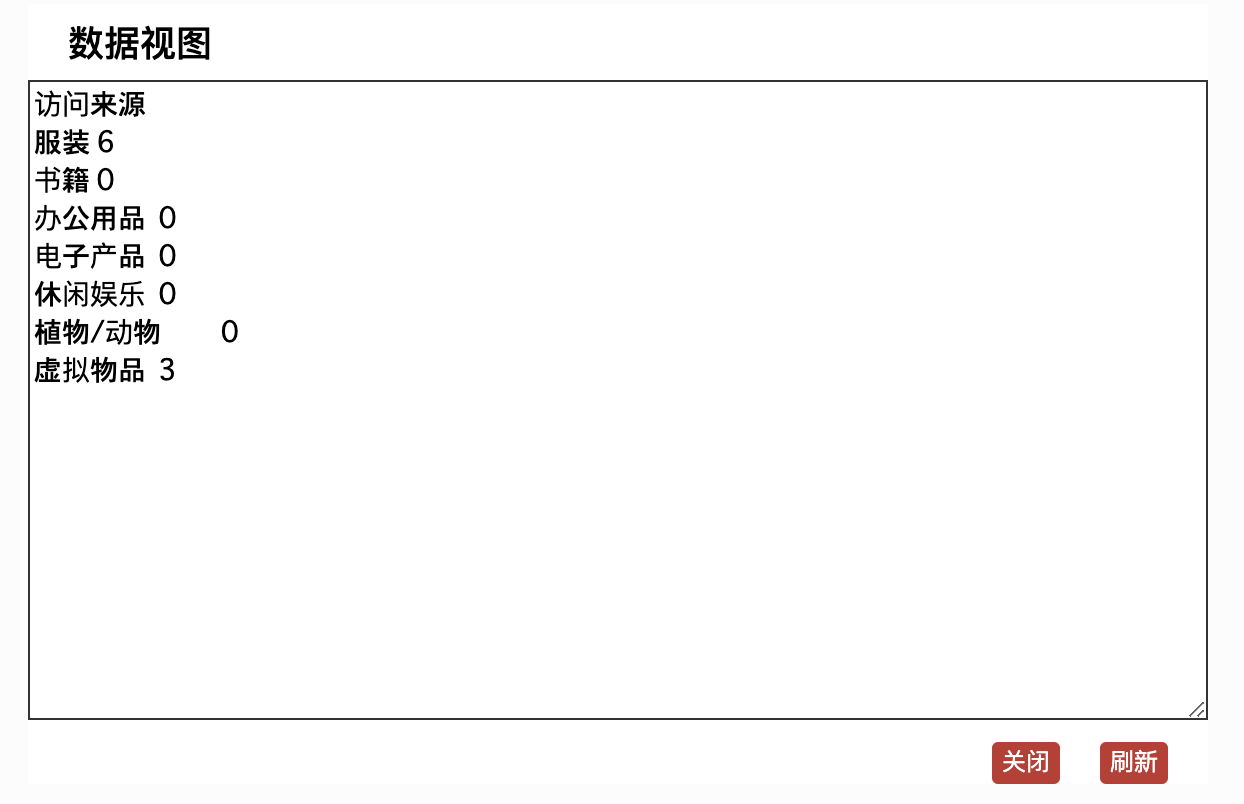 数据视图
访问来源
服装 6
书籍 0
办公用品 0
电子产品 0
休闲娱乐 0
植物/动物 0
虚拟物品 3
关闭 刷新